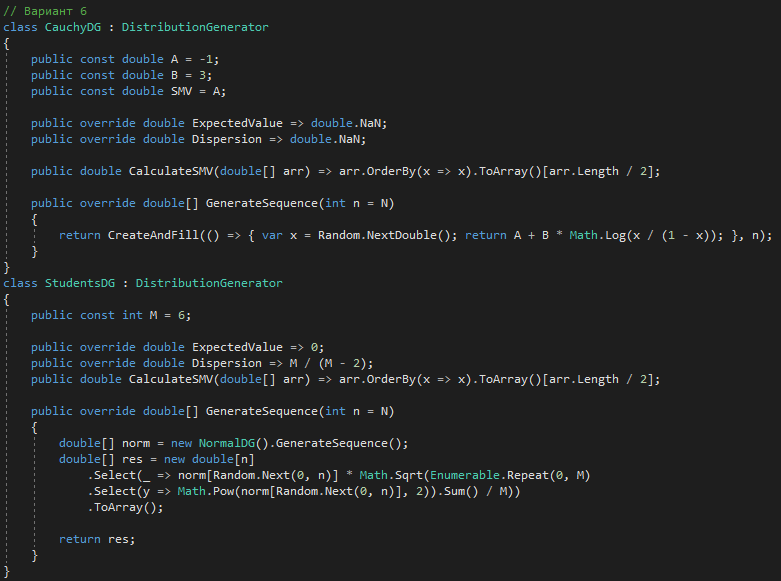 // Вариант 6
class CauchyDG : DistributionGenerator
{
    public const double A = -1;
    public const double B = 3;
    public const double SMV = A;

    public override double ExpectedValue => double.NaN;
    public override double Dispersion => double.NaN;

    public double CalculateSMV(double[] arr) => arr.OrderBy(x => x).ToArray()[arr.Length / 2];

    public override double[] GenerateSequence(int n = N)
    {
        return CreateAndFill(() => { var x = Random.NextDouble(); return A + B * Math.Log(x / (1 - x)); }, n);
    }
}
class StudentsDG : DistributionGenerator
{
    public const int M = 6;

    public override double ExpectedValue => 0;
    public override double Dispersion => M / (M - 2);
    public double CalculateSMV(double[] arr) => arr.OrderBy(x => x).ToArray()[arr.Length / 2];

    public override double[] GenerateSequence(int n = N)
    {
        double[] norm = new NormalDG().GenerateSequence();
        double[] res = new double[n]
            .Select(_ => norm[Random.Next(0, n)] * Math.Sqrt(Enumerable.Repeat(0, M)
            .Select(y => Math.Pow(norm[Random.Next(0, n)], 2)).Sum() / M))
            .ToArray();

        return res;
    }
}